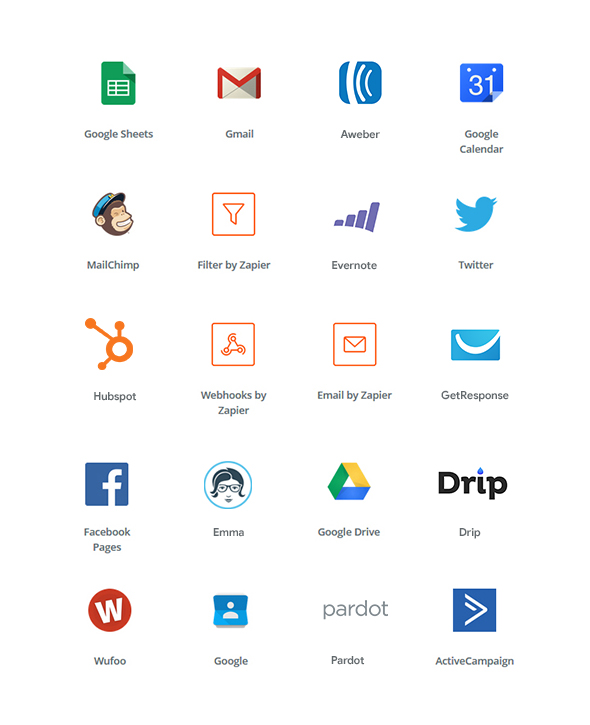 31
Google Sheets
Gmail
Aweber
Google
Calendar
MailChimp
Filter by Zapier
Evernote
Twitter
Hubspot
Webhooks by
Zapier
Email by Zapier
GetResponse
f
Drip
Facebook
Pages
Emma
Google Drive
Drip
W
pardot
Wufoo
Google
Pardot
ActiveCampaign